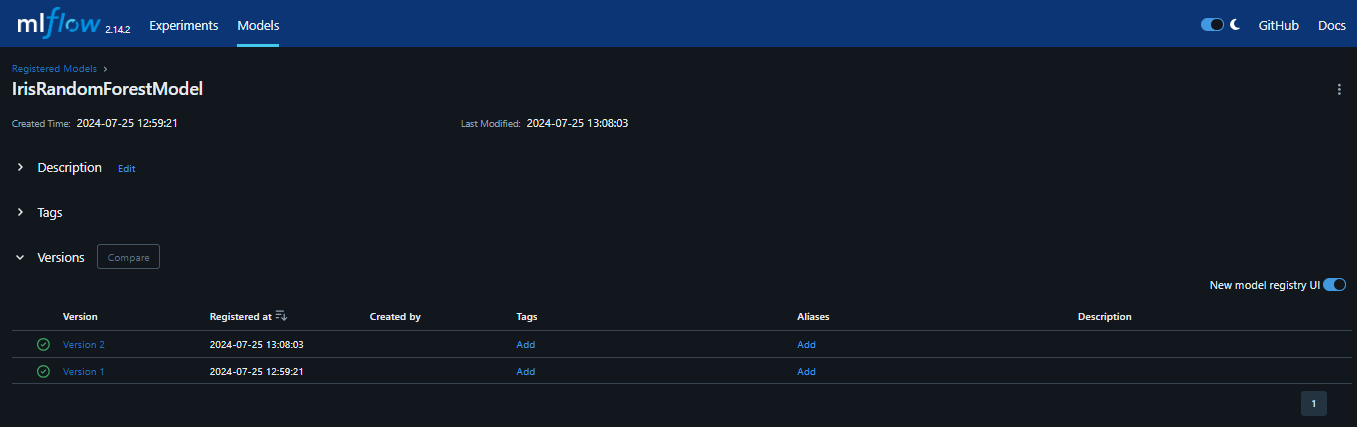 mlflow 2.14.2 Experiments Models GitHub Docs
Registered Models
IrisRandomForestModel
Created Time: 2024-07-25 12:59:21 Last Modified: 2024-07-25 13:08:03
Description Edit
Tags
Versions Compare
New model registry UI
Version Registered at Created by Tags Aliases Description
Version 2 2024-07-25 13:08:03 Add Add
Version 1 2024-07-25 12:59:21 Add Add
1